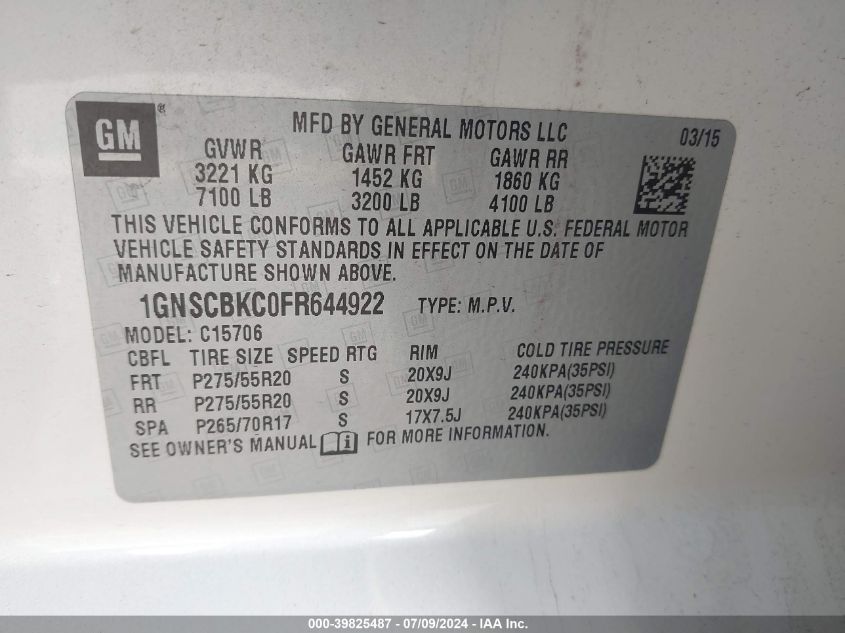 GM ®
MFD BY GENERAL MOTORS LLC 03/15
GVWR GAWR FRT GAWR RR
3221 KG 1452 KG 1860 KG
7100 LB 3200 LB 4100 LB
THIS VEHICLE CONFORMS TO ALL APPLICABLE U.S. FEDERAL MOTOR
VEHICLE SAFETY STANDARDS IN EFFECT ON THE DATE OF
MANUFACTURE SHOWN ABOVE.
1GNSCBKC0FR644922 TYPE: M.P.V.
MODEL: C15706
CBFL TIRE SIZE SPEED RTG RIM COLD TIRE PRESSURE
FRT P275/55R20 S 20X9J 240KPA(35PSI)
RR P275/55R20 S 20X9J 240KPA(35PSI)
SPA P265/70R17 S 17X7.5J 240KPA(35PSI)
SEE OWNER'S MANUAL i FOR MORE INFORMATION.
000-39825487 - 07/09/2024 - IAAI Inc.